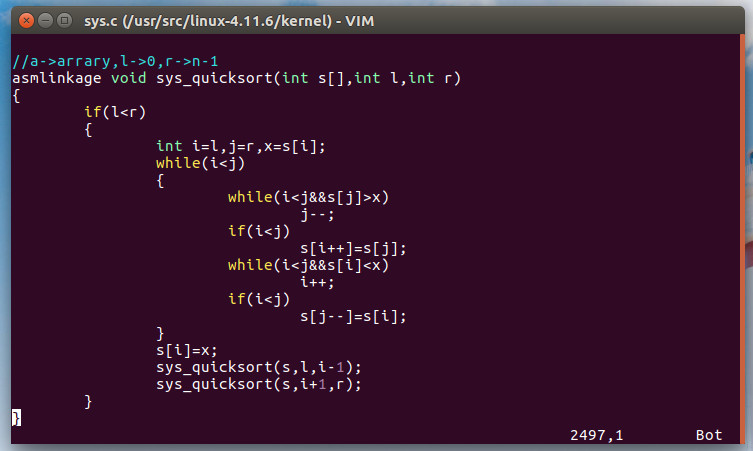 sys.c (/usr/src/linux-4.11.6/kernel) - VIM
//a->arrary,l->0,r->n-1
asmlinkage void sys_quicksort(int s[],int l,int r)
{
        if(l<r)
        {
                int i=l,j=r,x=s[i];
                while(i<j)
                {
                        while(i<j&&s[j]>x)
                                j--;
                        if(i<j)
                                s[i++]=s[j];
                        while(i<j&&s[i]<x)
                                i++;
                        if(i<j)
                                s[j--]=s[i];
                }
                s[i]=x;
                sys_quicksort(s,l,i-1);
                sys_quicksort(s,i+1,r);
        }
}
2497,1 Bot